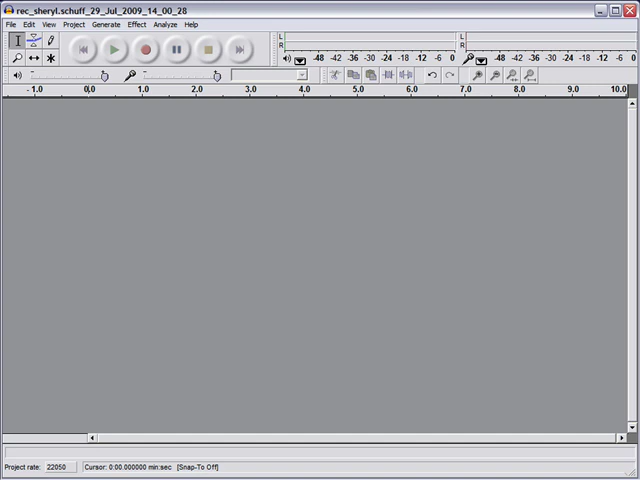 rec_sheryl.schuff_29_Jul_2009_14_00_28
File Edit View Project Generate Effect Analyze Help
L
R
-48 -42 -36 -30 -24 -18 -12 -6 0
L
R
-48 -42 -36 -30 -24 -18 -12 -6 0
- 1.0 0.0 1.0 2.0 3.0 4.0 5.0 6.0 7.0 8.0 9.0 10.0
Project rate: 22050 Cursor: 0:00.000000 min:sec [Snap-To Off]